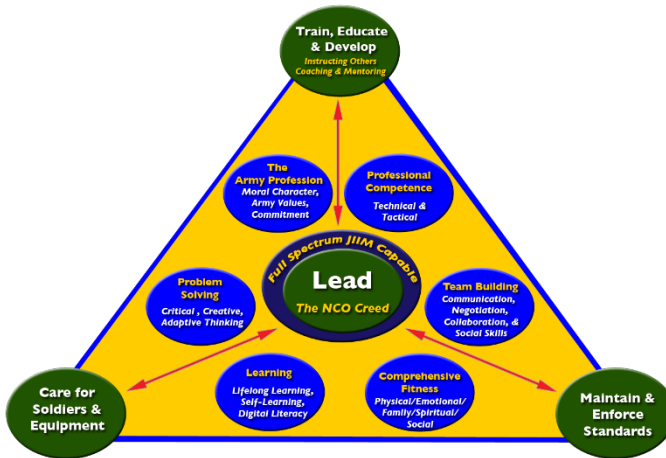 Train, Educate
& Develop
Instructing Others
Coaching & Mentoring
The
Army Profession
Moral Character,
Army Values,
Commitment
Professional
Competence
Technical &
Tactical
Full Spectrum JIIM Capable
Lead
The NCO Creed
Problem
Solving
Critical , Creative,
Adaptive Thinking
Team Building
Communication,
Negotiation,
Collaboration, &
Social Skills
Learning
Lifelong Learning,
Self-Learning,
Digital Literacy
Comprehensive
Fitness
Physical/Emotional/
Family/Spiritual/
Social
Care for
Soldiers &
Equipment
Maintain &
Enforce
Standards